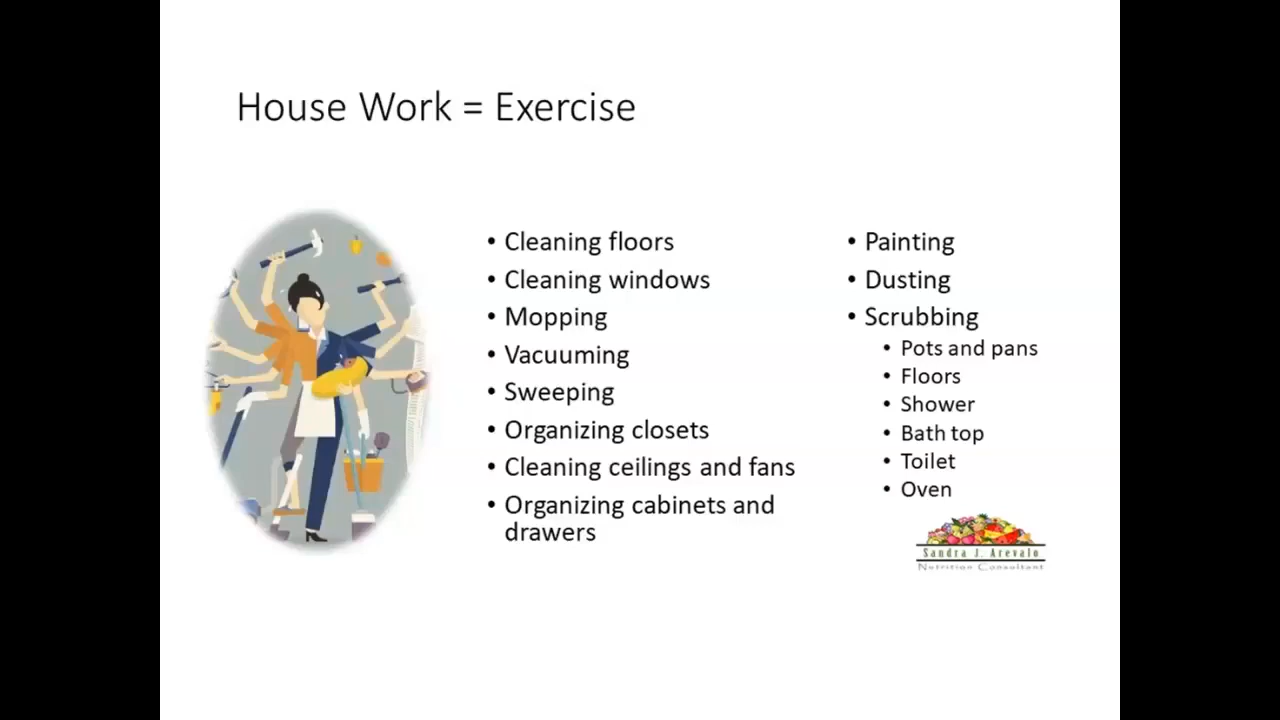 House Work = Exercise
• Cleaning floors
• Cleaning windows
• Mopping
• Vacuuming
• Sweeping
• Organizing closets
• Cleaning ceilings and fans
• Organizing cabinets and
drawers
• Painting
• Dusting
• Scrubbing
• Pots and pans
• Floors
• Shower
• Bath top
• Toilet
• Oven
Sandra J. Arevalo
Nutrition Consultant